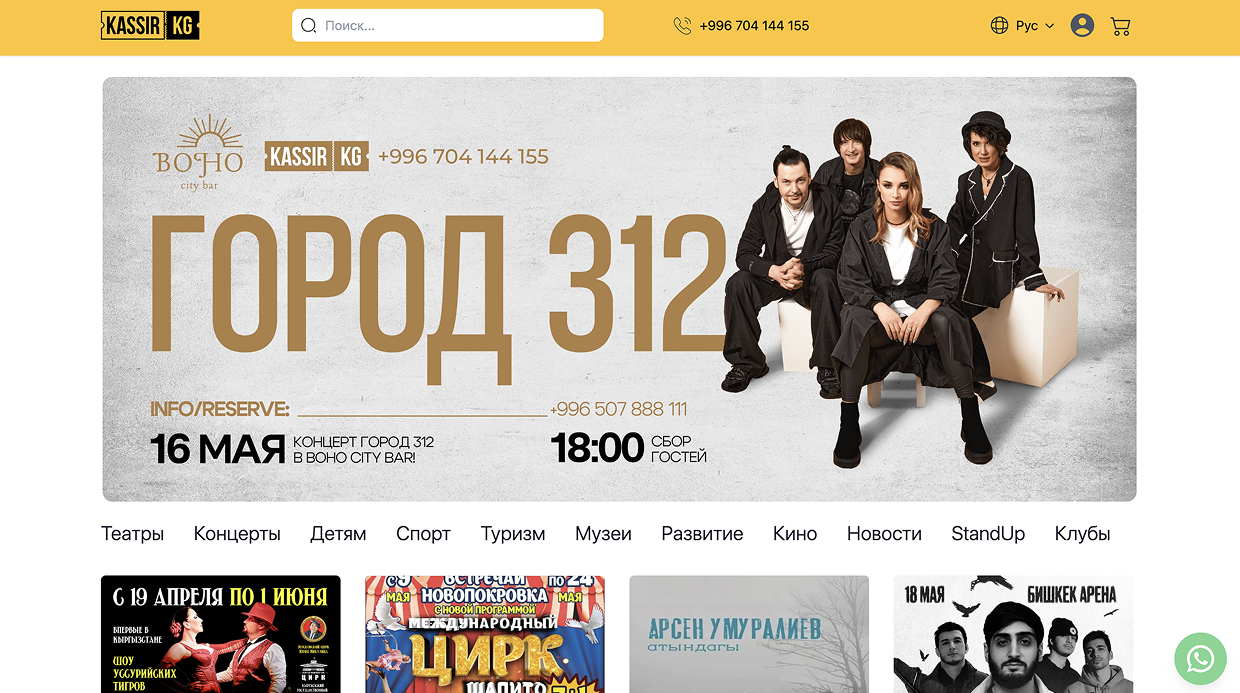 KASSIR KG
Поиск...
+996 704 144 155
Рус
BOHO
city bar
KASSIR KG
+996 704 144 155
ГОРОД 312
INFO/RESERVE:
+996 507 888 111
16 МАЯ
КОНЦЕРТ ГОРОД 312
В BOHO CITY BAR!
18:00
СБОР
ГОСТЕЙ
Театры
Концерты
Детям
Спорт
Туризм
Музеи
Развитие
Кино
Новости
StandUp
Клубы
С 19 АПРЕЛЯ ПО 1 ИЮНЯ
ВПЕРВЫЕ В
КЫРГЫЗСТАНЕ
ШОУ
УССУРИЙСКИХ
ТИГРОВ
ЦИРК
С 9
МАЯ
ВСТРЕЧАЙ
НОВОПОКРОВКА
ПО 24
МАЯ
С НОВОЙ ПРОГРАММОЙ
МЕЖДУНАРОДНЫЙ
ЦИРК
ШАПИТО
АРСЕН УМУРАЛИЕВ
атындагы
18 МАЯ
БИШКЕК АРЕНА